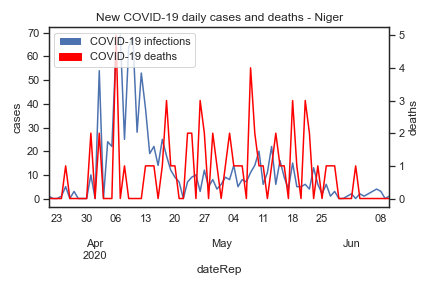 New COVID-19 daily cases and deaths - Niger
COVID-19 infections
COVID-19 deaths
70
60
50
40
30
20
10
0
cases
5
4
3
2
1
0
deaths
23 30 06 13 20 27 04 11 18 25 08
Apr May Jun
2020
dateRep